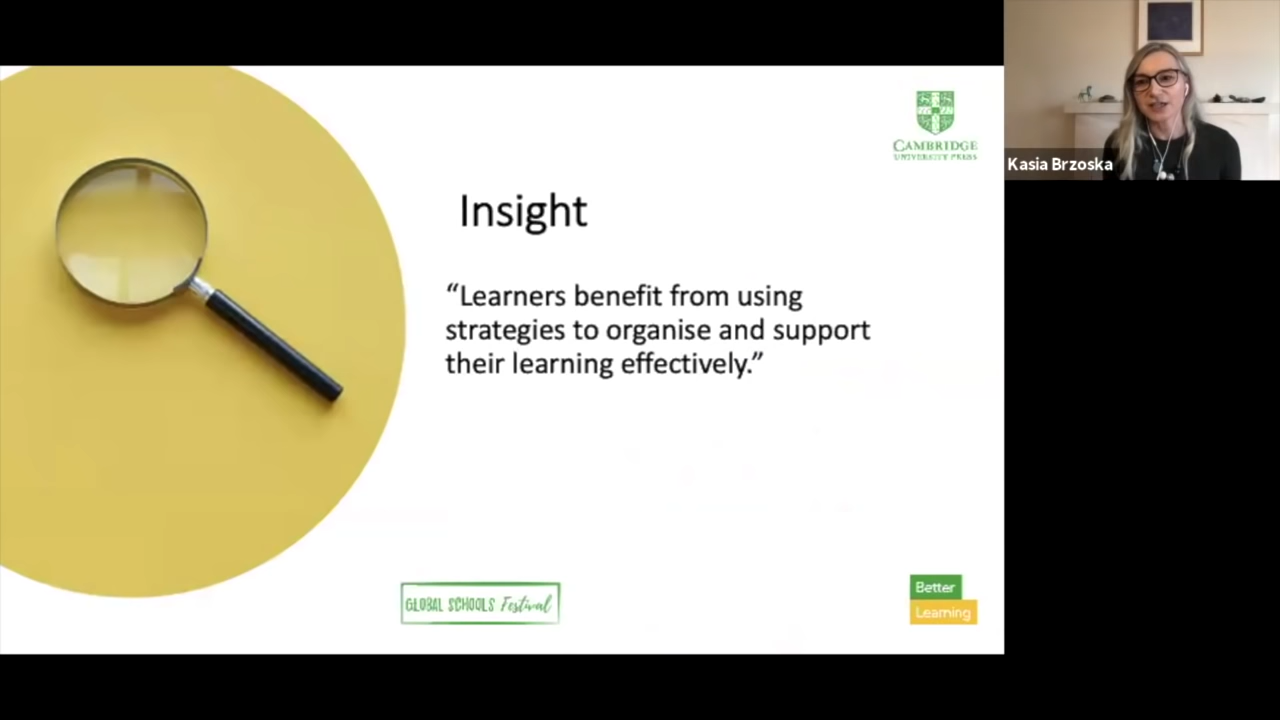 CAMBRIDGE
UNIVERSITY PRESS
Kasia Brzoska
Insight
“Learners benefit from using
strategies to organise and support
their learning effectively.”
GLOBAL SCHOOLS Festival
Better
Learning